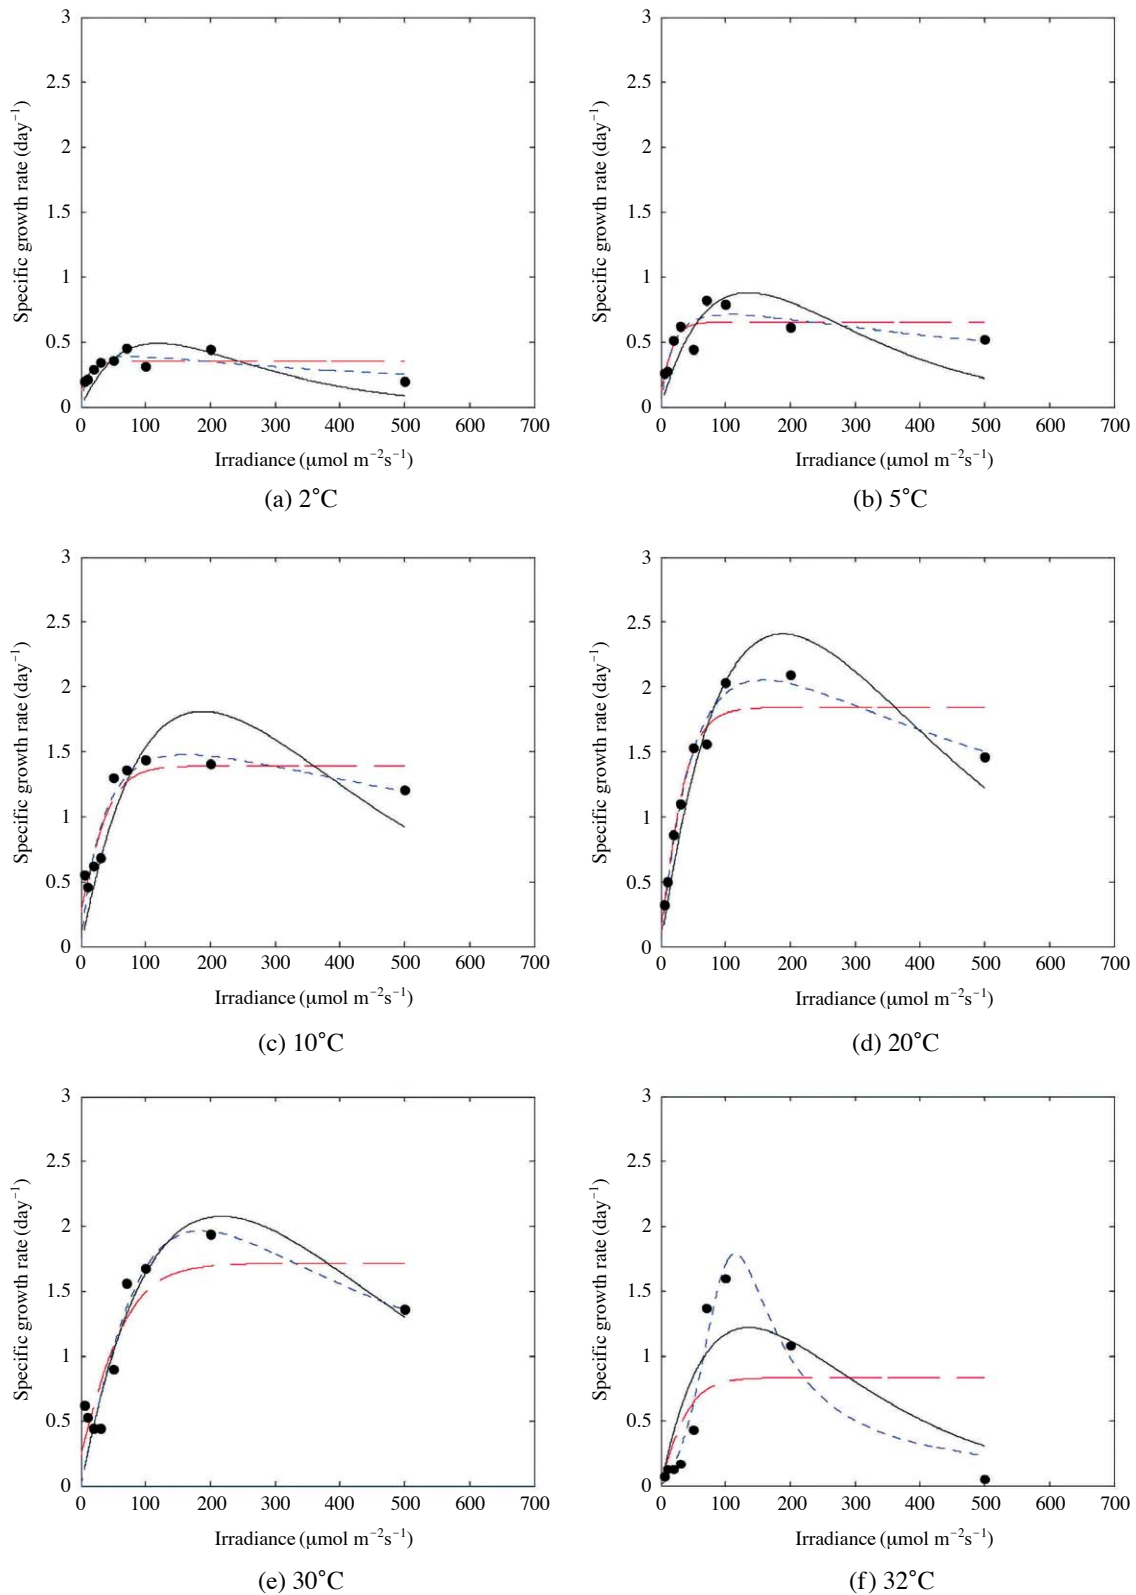 3
2.5
2
1.5
1
0.5
0
Specific growth rate (day⁻¹)
0 100 200 300 400 500 600 700
Irradiance (μmol m⁻²s⁻¹)
(a) 2°C
3
2.5
2
1.5
1
0.5
0
Specific growth rate (day⁻¹)
0 100 200 300 400 500 600 700
Irradiance (μmol m⁻²s⁻¹)
(b) 5°C
3
2.5
2
1.5
1
0.5
0
Specific growth rate (day⁻¹)
0 100 200 300 400 500 600 700
Irradiance (μmol m⁻²s⁻¹)
(c) 10°C
3
2.5
2
1.5
1
0.5
0
Specific growth rate (day⁻¹)
0 100 200 300 400 500 600 700
Irradiance (μmol m⁻²s⁻¹)
(d) 20°C
3
2.5
2
1.5
1
0.5
0
Specific growth rate (day⁻¹)
0 100 200 300 400 500 600 700
Irradiance (μmol m⁻²s⁻¹)
(e) 30°C
3
2.5
2
1.5
1
0.5
0
Specific growth rate (day⁻¹)
0 100 200 300 400 500 600 700
Irradiance (μmol m⁻²s⁻¹)
(f) 32°C